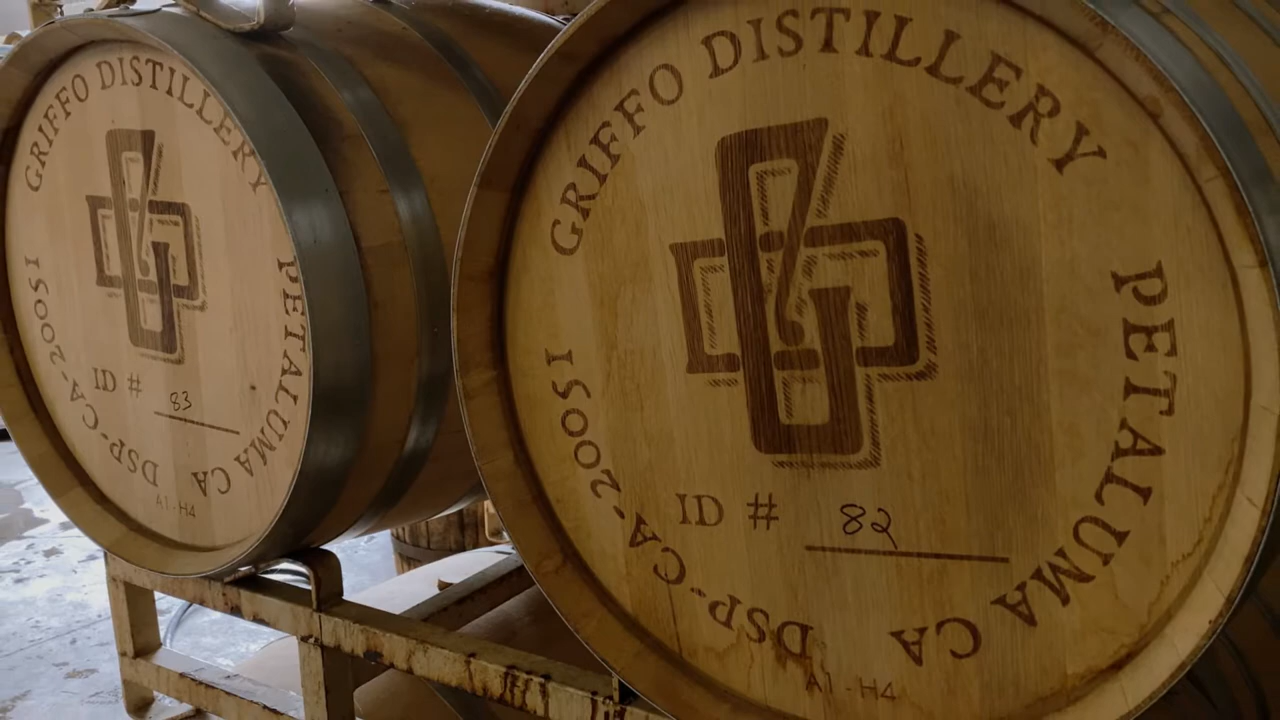 GRIFFO DISTILLERY
PETALUMA CA
DSP-CA-20051
ID # 83
A1-H4
GRIFFO DISTILLERY
PETALUMA CA
DSP-CA-20051
ID # 82
A1-H4